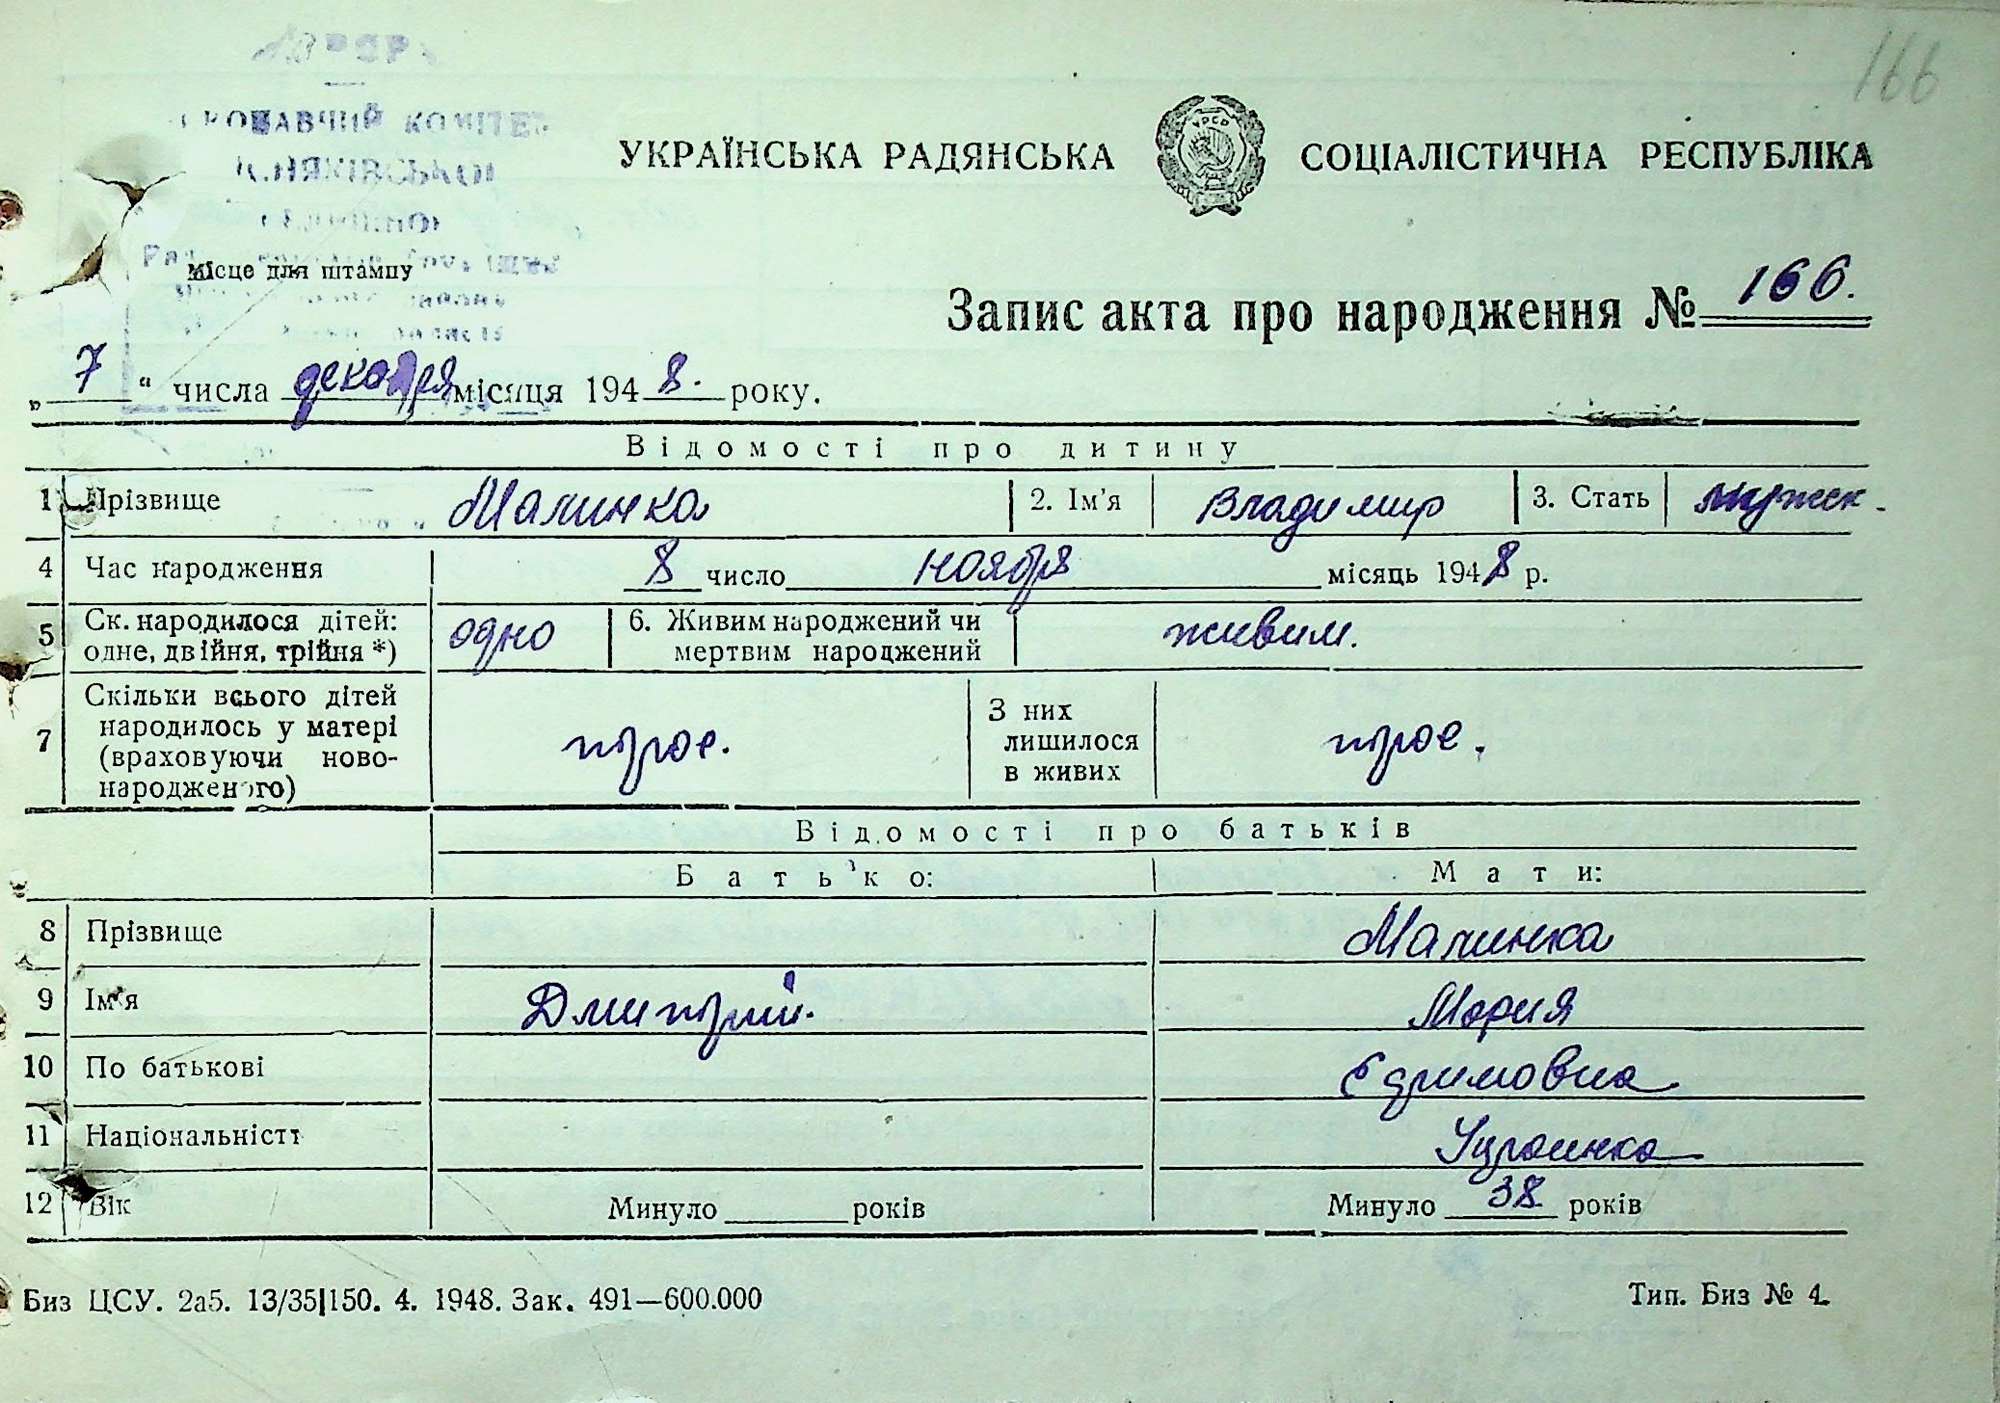 166
УКРАЇНСЬКА РАДЯНСЬКА СОЦІАЛІСТИЧНА РЕСПУБЛІКА
КОМІТЕТ
Місце для штампу
Запис акта про народження № 166.
„ 7 “ числа декабря місяця 1948. року.
Відомості про дитину
1 Прізвище Малинка 2. Ім'я Владимир 3. Стать мужск.
4 Час народження 8 число ноября місяць 1948 р.
5 Ск. народилося дітей: одне, двійня, трійня *) одно 6. Живим народжений чи мертвим народжений живим.
7 Скільки всього дітей народилось у матері (враховуючи ново-народженого) трое. З них лишилося в живих трое.
Відомості про батьків
Батько: Мати:
8 Прізвище Малинка
9 Ім'я Дмитрий. Мария
10 По батькові Ефимовна
11 Національність Украинка
12 Вік Минуло ______ років Минуло 38 років
Биз ЦСУ. 2а5. 13/35|150. 4. 1948. Зак. 491—600.000 Тип. Биз № 4.